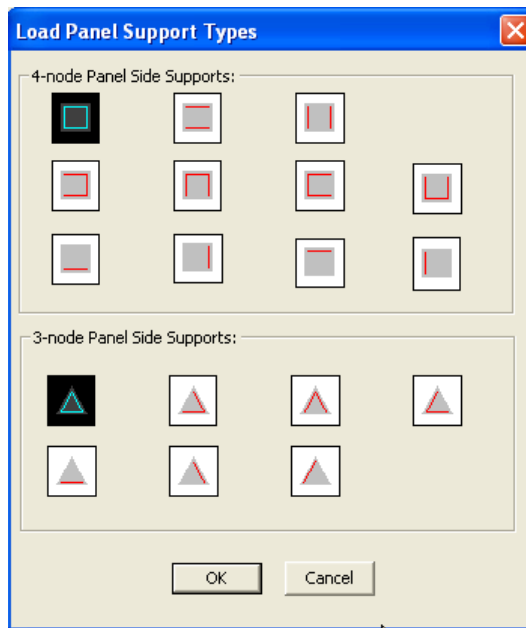 Load Panel Support Types
4-node Panel Side Supports:
3-node Panel Side Supports:
OK
Cancel